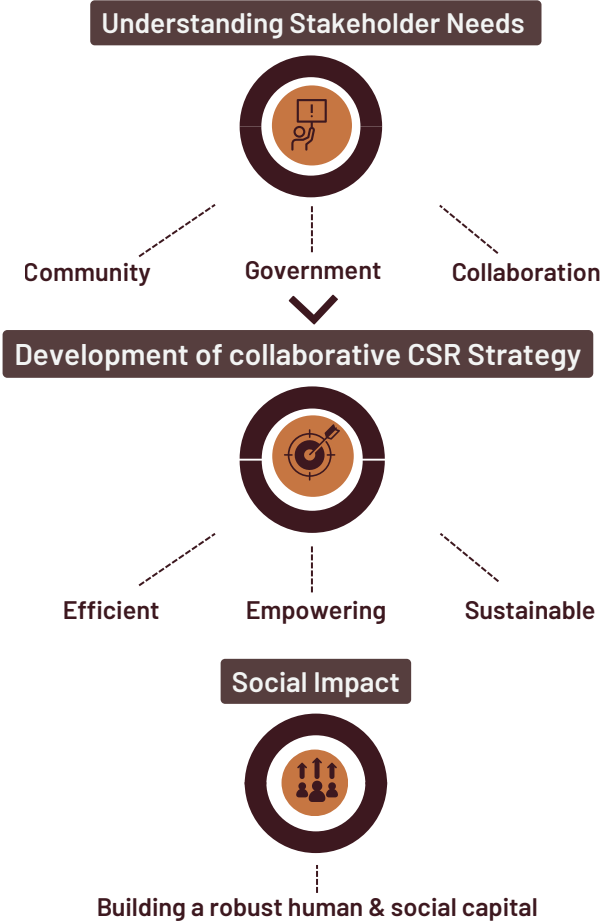 Understanding Stakeholder Needs
!
Community
Government
Collaboration
Development of collaborative CSR Strategy
Efficient
Empowering
Sustainable
Social Impact
Building a robust human & social capital